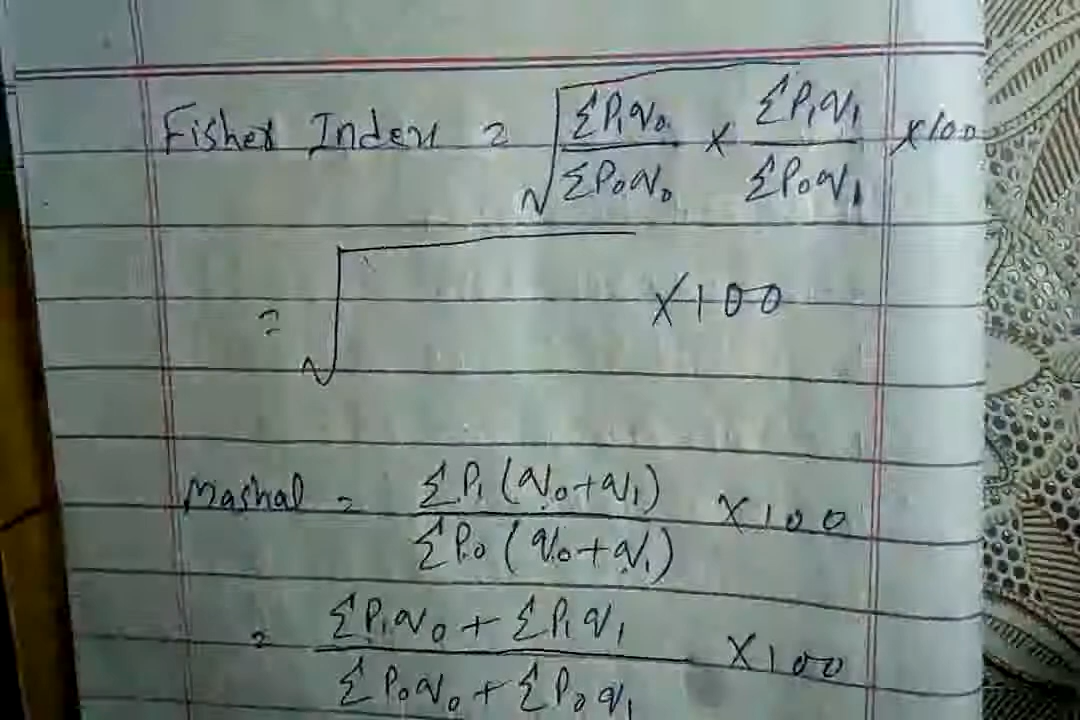 Fisher Index = √(ΣP₁q₀/ΣP₀q₀ × ΣP₁q₁/ΣP₀q₁) ×100
= √ ×100
Mashal = ΣP₁(q₀+q₁)/ΣP₀(q₀+q₁) ×100
= ΣP₁q₀+ΣP₁q₁/ΣP₀q₀+ΣP₀q₁ ×100